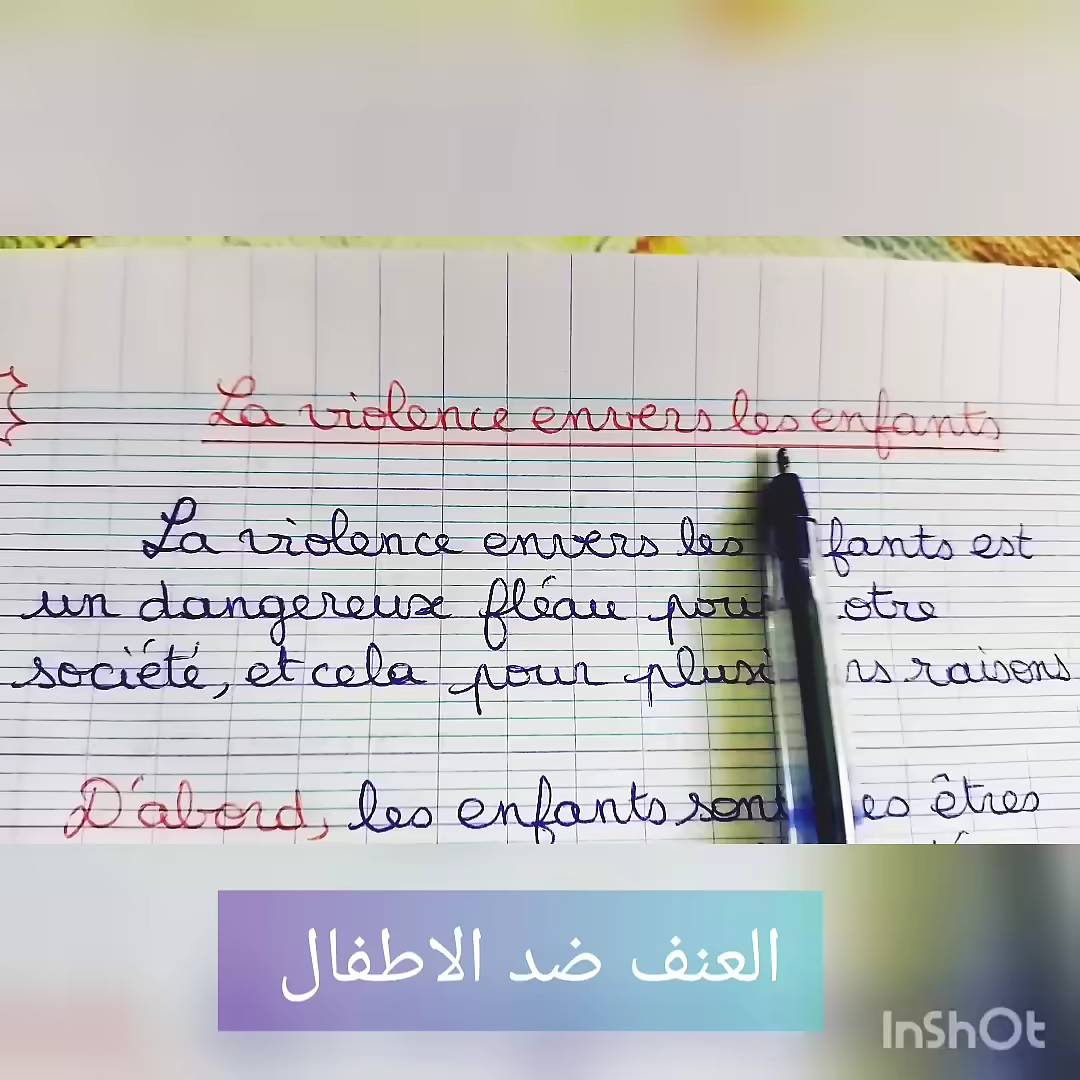 La violence envers les enfants
La violence envers les fants est
un dangereux fléau pou otre
société, et cela pour plusi rs raisons
D'abord, les enfants sont es êtres
العنف ضد الاطفال
InShOt